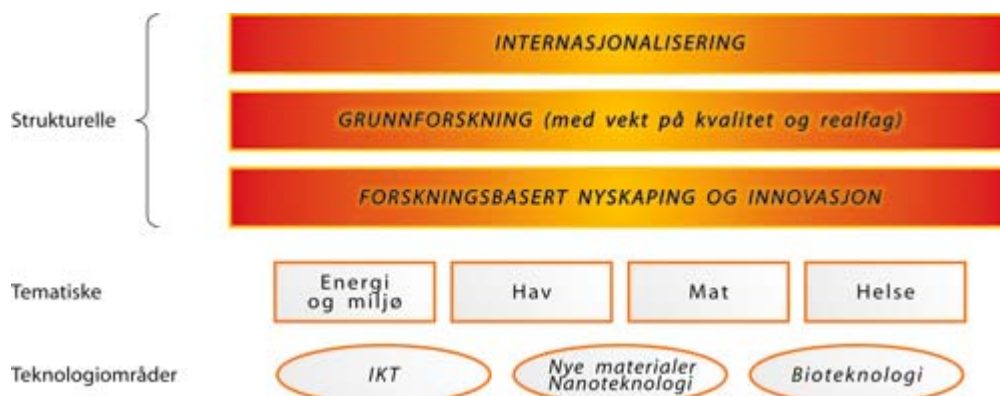 INTERNASJONALISERING
Strukturelle
GRUNNFORSKNING (med vekt på kvalitet og realfag)
FORSKNINGSBASERT NYSKAPING OG INNOVASJON
Tematiske
Energi
og miljø
Hav
Mat
Helse
Teknologiområder
IKT
Nye materialer
Nanoteknologi
Bioteknologi